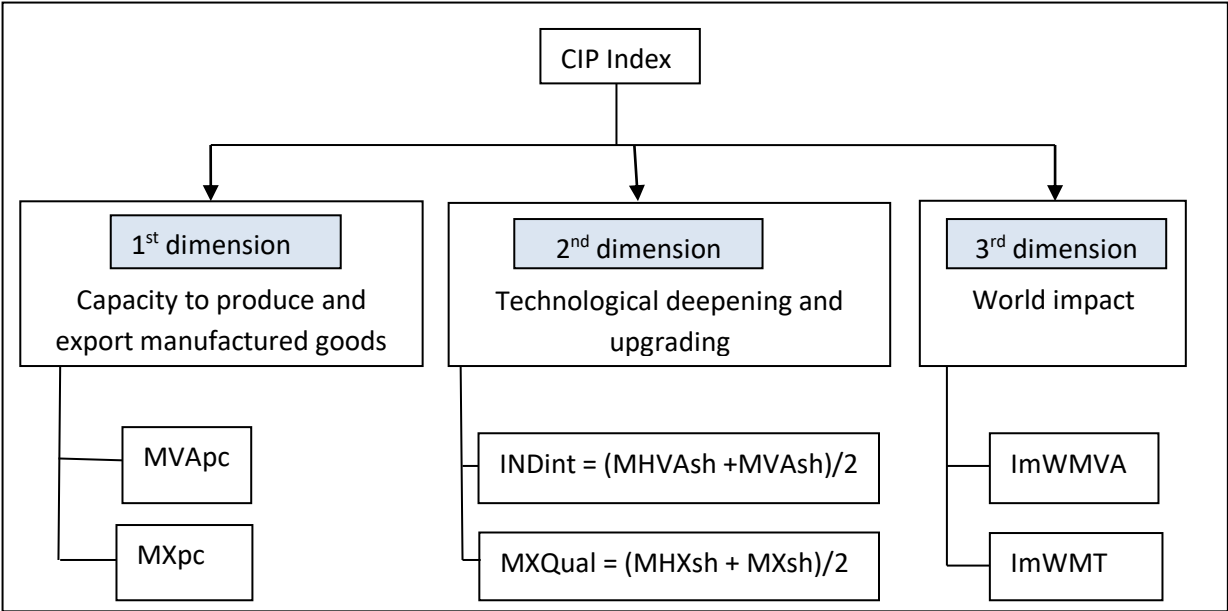 CIP Index
1st dimension
Capacity to produce and
export manufactured goods
2nd dimension
Technological deepening and
upgrading
3rd dimension
World impact
MVApc
INDint = (MHVAsh +MVAsh)/2
ImWMVA
MXpc
MXQual = (MHXsh + MXsh)/2
ImWMT